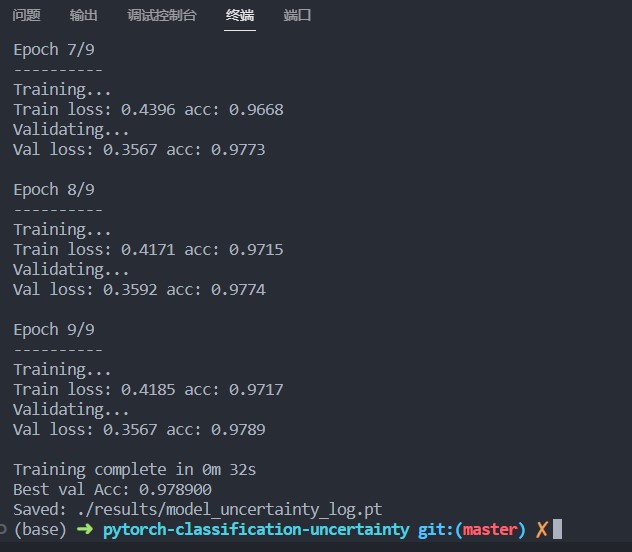 问题 输出 调试控制台 终端 端口
Epoch 7/9
----------
Training...
Train loss: 0.4396 acc: 0.9668
Validating...
Val loss: 0.3567 acc: 0.9773
Epoch 8/9
----------
Training...
Train loss: 0.4171 acc: 0.9715
Validating...
Val loss: 0.3592 acc: 0.9774
Epoch 9/9
----------
Training...
Train loss: 0.4185 acc: 0.9717
Validating...
Val loss: 0.3567 acc: 0.9789
Training complete in 0m 32s
Best val Acc: 0.978900
Saved: ./results/model_uncertainty_log.pt
(base) ➜ pytorch-classification-uncertainty git:(master) ✗